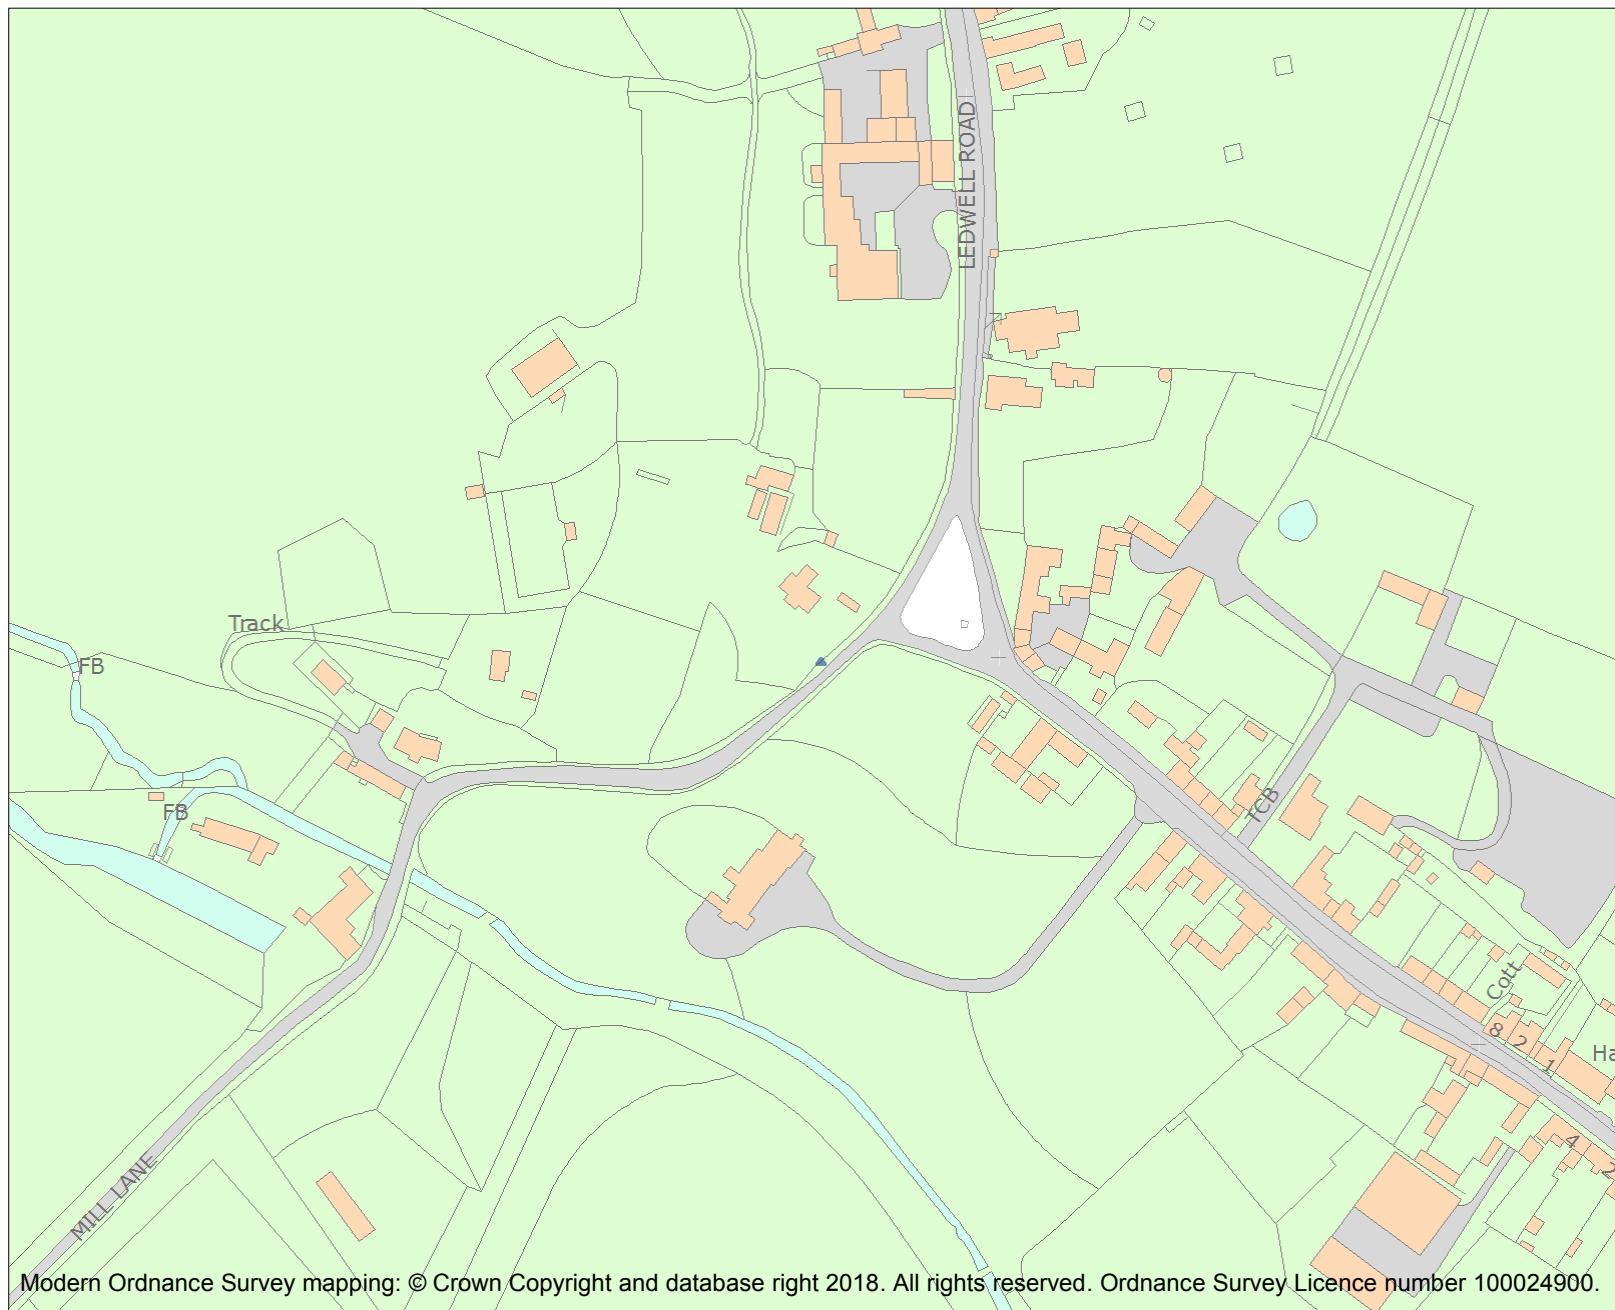 LEDWELL ROAD
Track
FB
FB
TCB
Cott
8
2
1
Ha
4
2
MILL LANE
Modern Ordnance Survey mapping: © Crown Copyright and database right 2018. All rights reserved. Ordnance Survey Licence number 100024900.